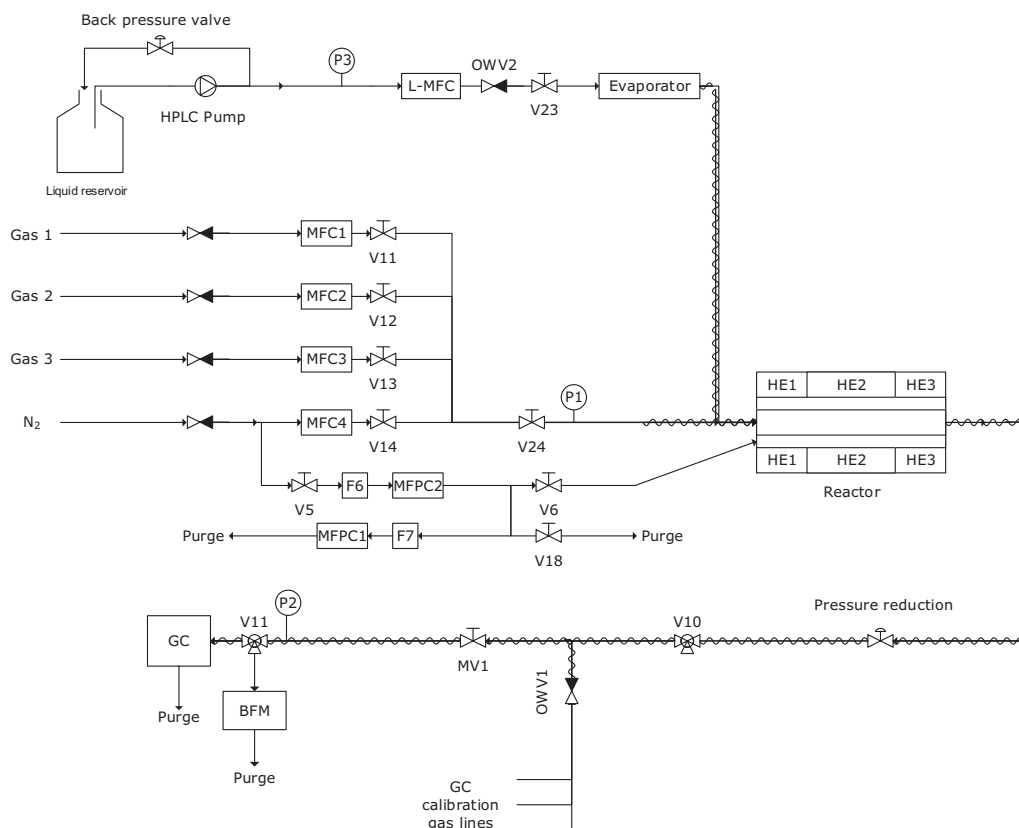 Back pressure valve
P3
OWV2
L-MFC
Evaporator
HPLC Pump
V23
Liquid reservoir
Gas 1
MFC1
V11
Gas 2
MFC2
V12
Gas 3
MFC3
V13
P1
HE1 HE2 HE3
N2
MFC4
V14
V24
HE1 HE2 HE3
Reactor
F6
MFPC2
V5
V6
Purge
MFPC1
F7
Purge
V18
P2
V11
V10
Pressure reduction
GC
MV1
OWV1
Purge
BFM
Purge
GC
calibration
gas lines